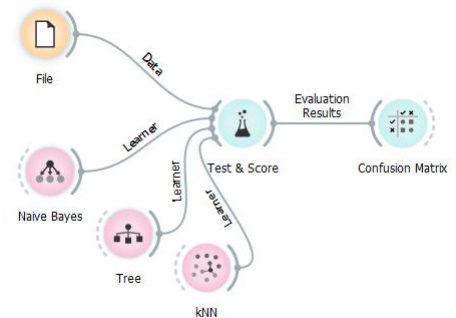 File
Data
Learner
Naive Bayes
Learner
Tree
Learner
kNN
Test & Score
Evaluation
Results
Confusion Matrix